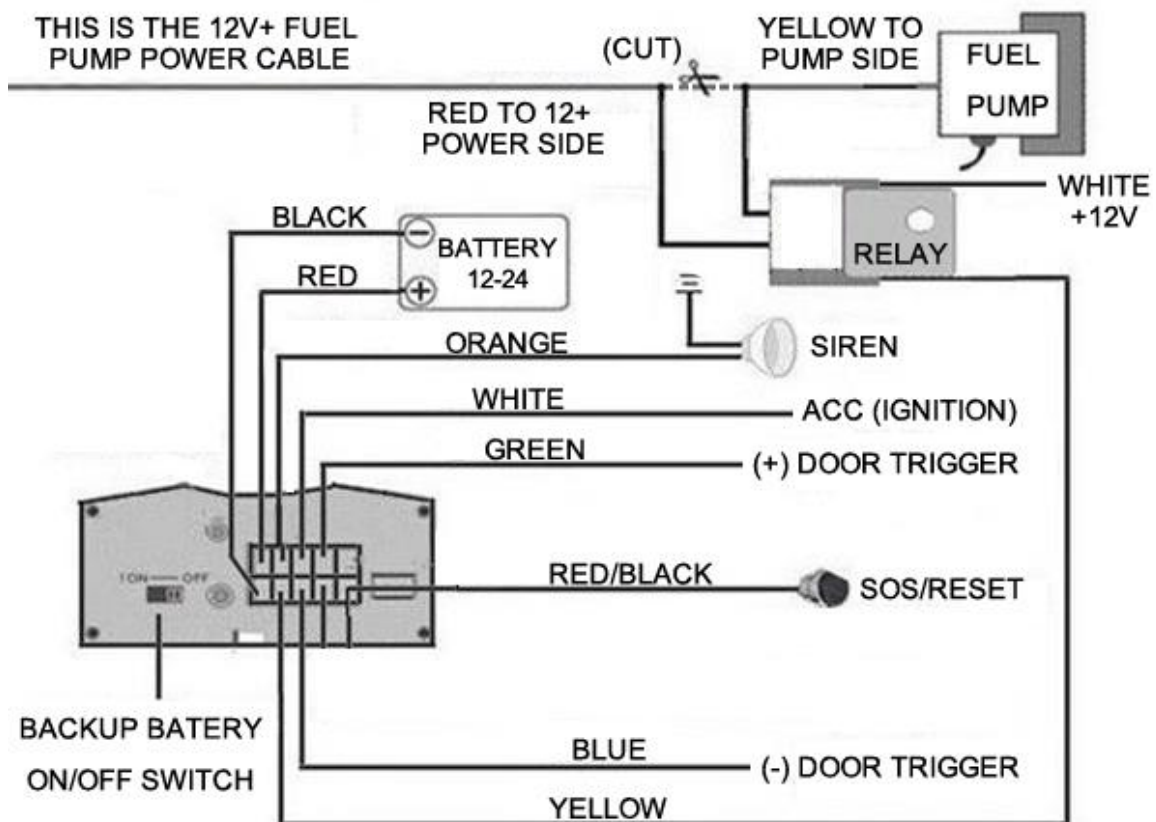 THIS IS THE 12V+ FUEL
PUMP POWER CABLE
(CUT)
YELLOW TO
PUMP SIDE
FUEL
PUMP
RED TO 12+
POWER SIDE
WHITE
+12V
RELAY
BLACK
BATTERY
12-24
RED
ORANGE
SIREN
WHITE
ACC (IGNITION)
GREEN
(+) DOOR TRIGGER
ON
OFF
RED/BLACK
SOS/RESET
BACKUP BATERY
ON/OFF SWITCH
BLUE
(-) DOOR TRIGGER
YELLOW